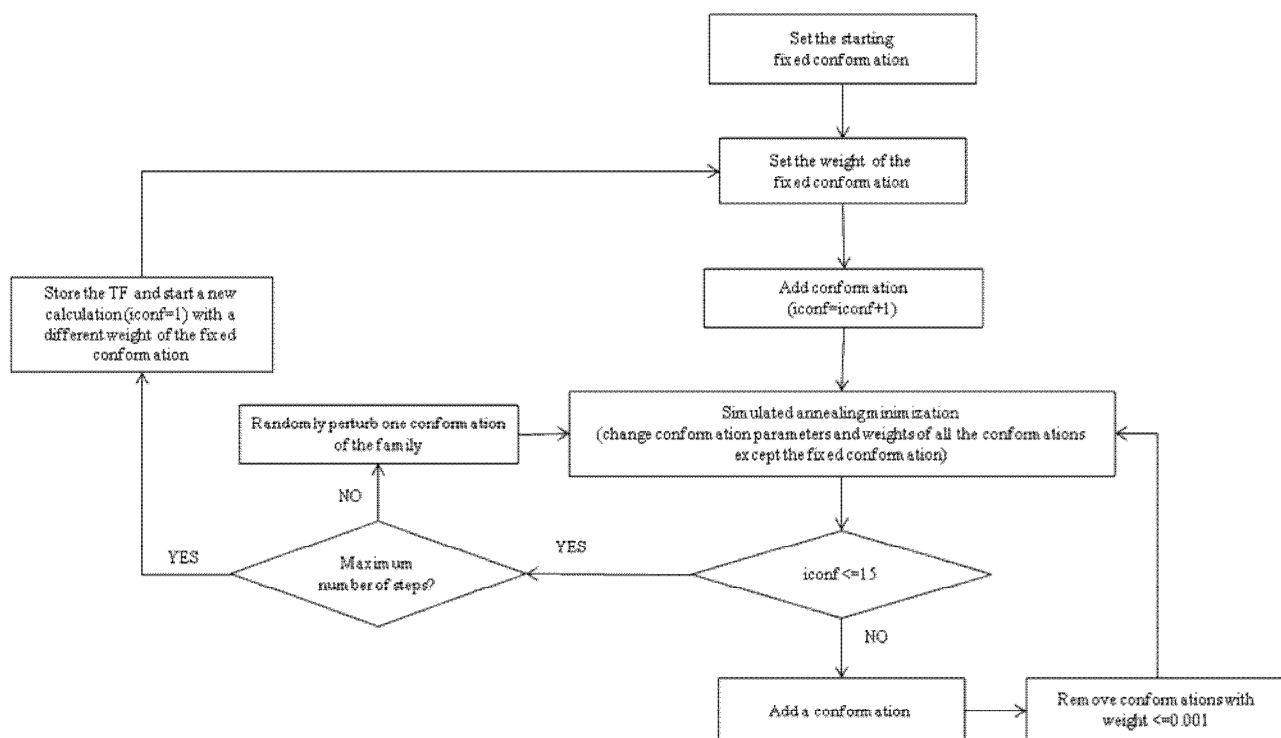 Set the starting
fixed conformation
Set the weight of the
fixed conformation
Add conformation
(iconf=iconf+1)
Store the TF and start a new
calculation (iconf=1) with a
different weight of the fixed
conformation
Randomly perturb one conformation
of the family
Simulated annealing minimization
(change conformation parameters and weights of all the conformations
except the fixed conformation)
NO
YES
Maximum
number of steps?
YES
iconf <=15
NO
Add a conformation
Remove conformations with
weight <=0.001